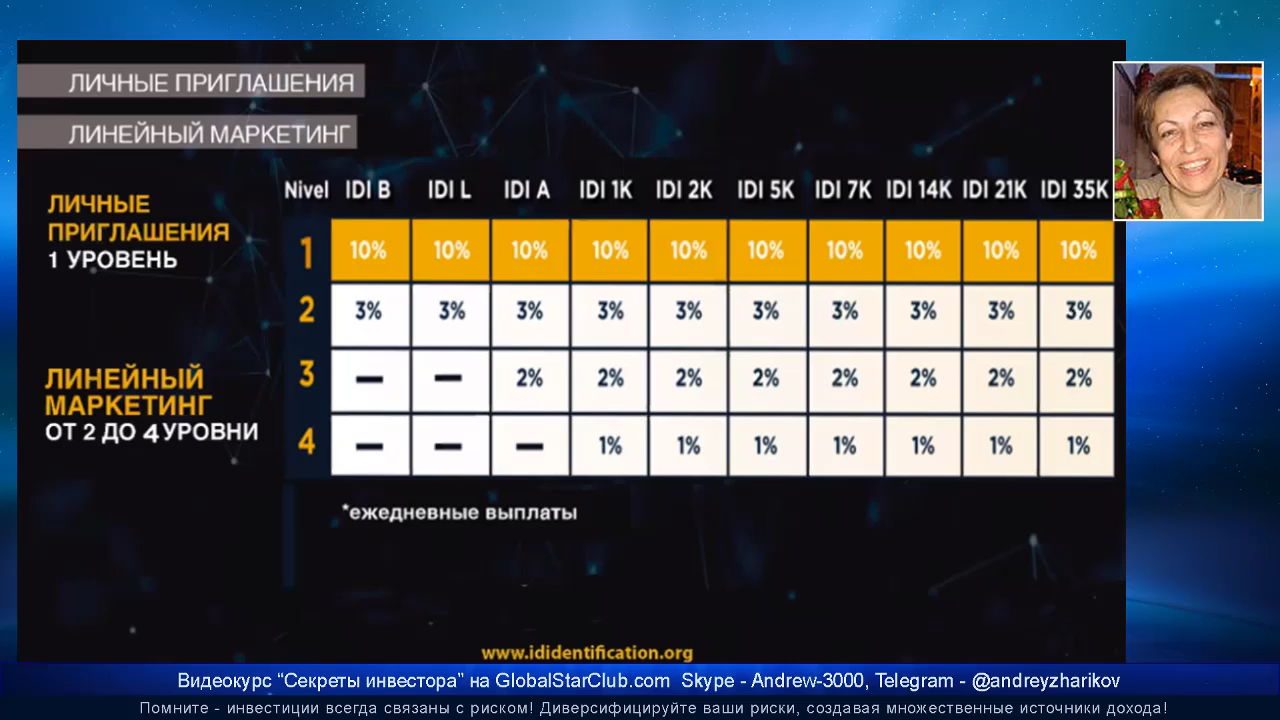 ЛИЧНЫЕ ПРИГЛАШЕНИЯ
ЛИНЕЙНЫЙ МАРКЕТИНГ
Nivel IDI B IDI L IDI A IDI 1K IDI 2K IDI 5K IDI 7K IDI 14K IDI 21K IDI 35K
ЛИЧНЫЕ
ПРИГЛАШЕНИЯ
1 УРОВЕНЬ
1 10% 10% 10% 10% 10% 10% 10% 10% 10% 10%
2 3% 3% 3% 3% 3% 3% 3% 3% 3% 3%
3 — — 2% 2% 2% 2% 2% 2% 2% 2%
ЛИНЕЙНЫЙ
МАРКЕТИНГ
ОТ 2 ДО 4 УРОВНИ
4 — — — 1% 1% 1% 1% 1% 1% 1%
*ежедневные выплаты
www.ididentification.org
Видеокурс “Секреты инвестора” на GlobalStarClub.com Skype - Andrew-3000, Telegram - @andreyzharikov
Помните - инвестиции всегда связаны с риском! Диверсифицируйте ваши риски, создавая множественные источники дохода!